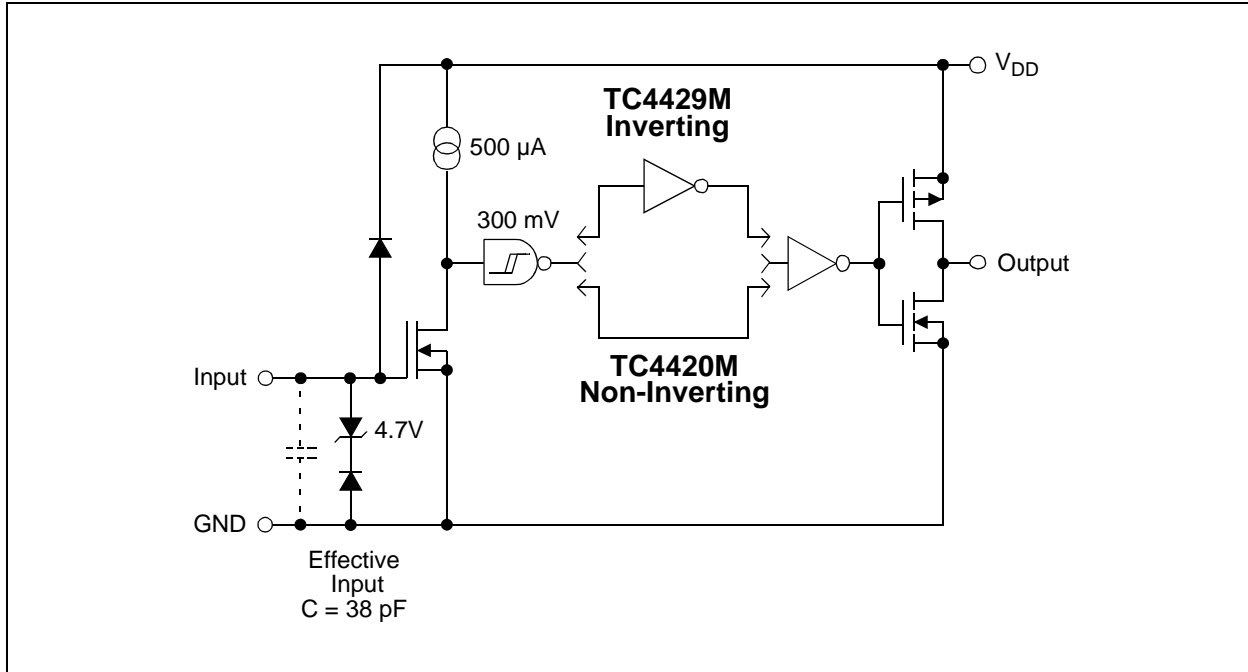 V_DD
TC4429M
Inverting
500 µA
300 mV
Output
TC4420M
Non-Inverting
Input
4.7V
GND
Effective
Input
C = 38 pF